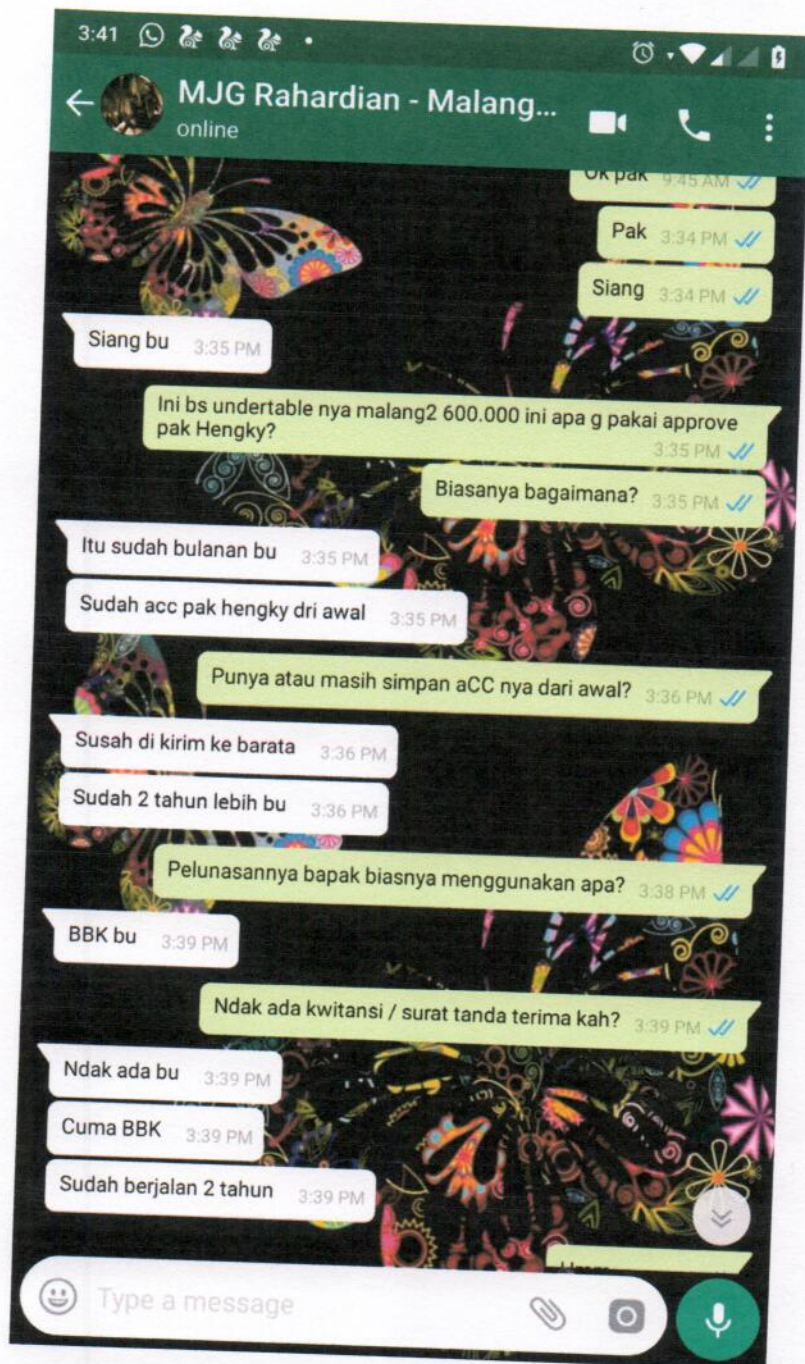 3:41
MJG Rahardian - Malang...
online
Ok pak 9:45 AM
Pak 3:34 PM
Siang 3:34 PM
Siang bu 3:35 PM
Ini bs undertable nya malang2 600.000 ini apa g pakai approve
pak Hengky?
3:35 PM
Biasanya bagaimana? 3:35 PM
Itu sudah bulanan bu 3:35 PM
Sudah acc pak hengky dri awal 3:35 PM
Punya atau masih simpan aCC nya dari awal? 3:36 PM
Susah di kirim ke barata 3:36 PM
Sudah 2 tahun lebih bu 3:36 PM
Pelunasannya bapak biasnya menggunakan apa? 3:38 PM
BBK bu 3:39 PM
Ndak ada kwitansi / surat tanda terima kah? 3:39 PM
Ndak ada bu 3:39 PM
Cuma BBK 3:39 PM
Sudah berjalan 2 tahun 3:39 PM
Type a message